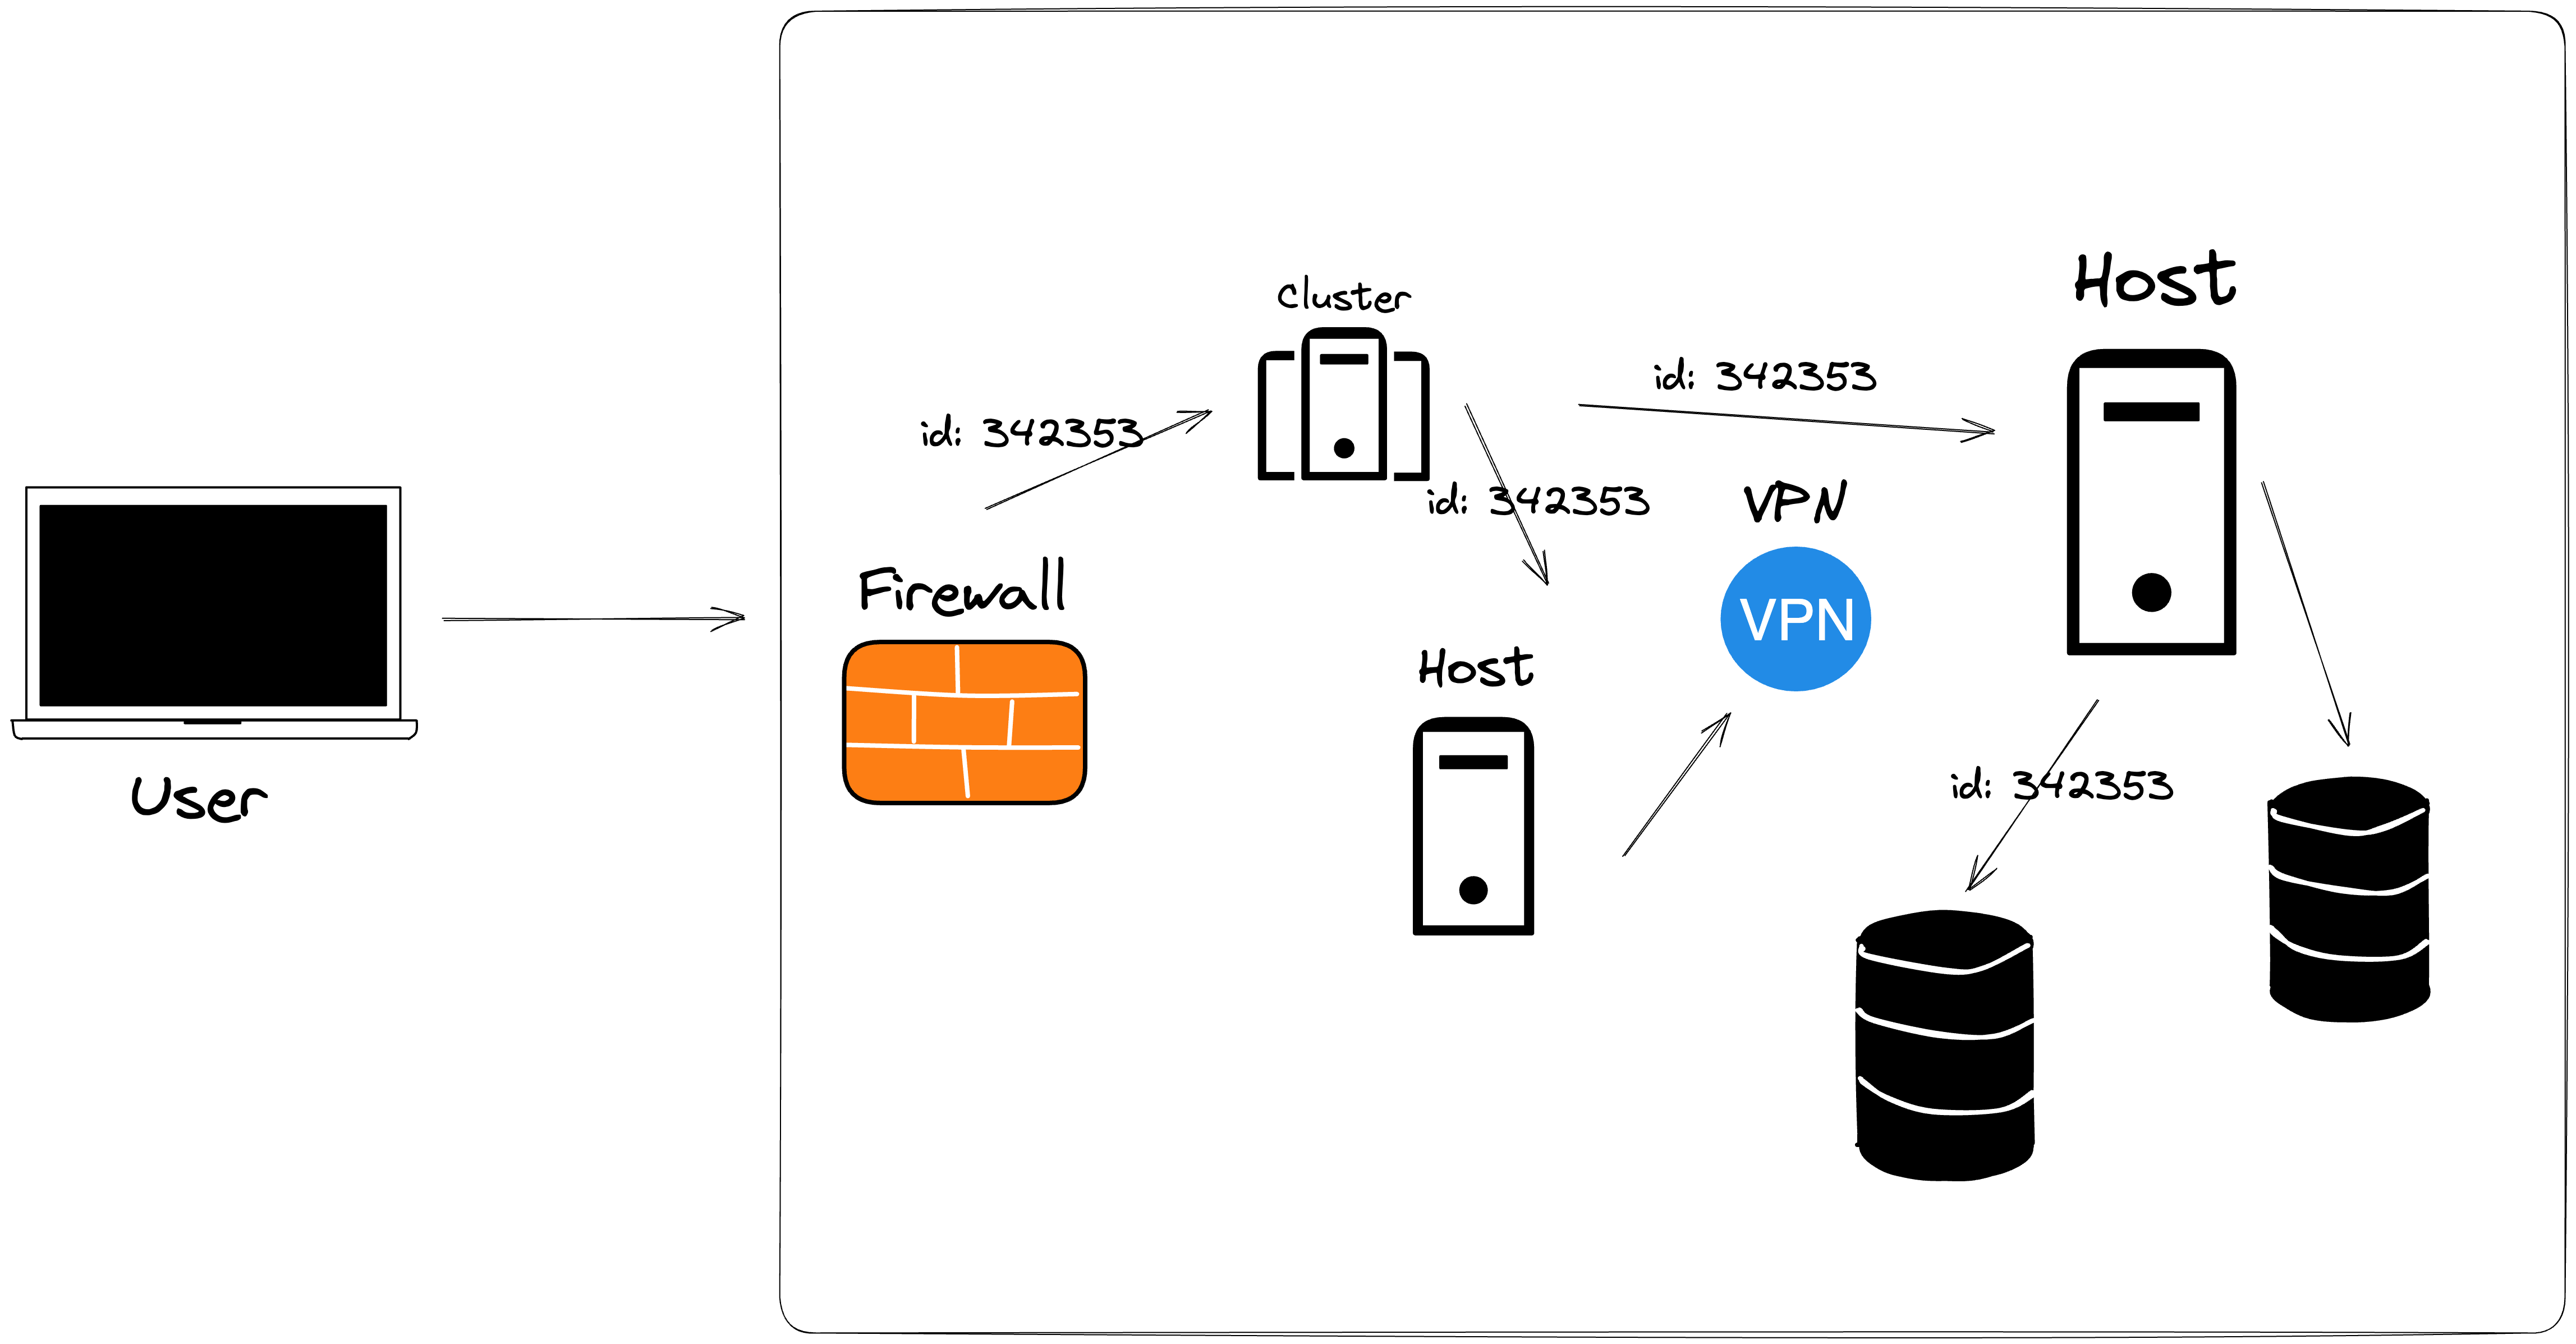 User
Firewall
id: 342353
Cluster
id: 342353
id: 342353
Host
VPN
VPN
Host
id: 342353